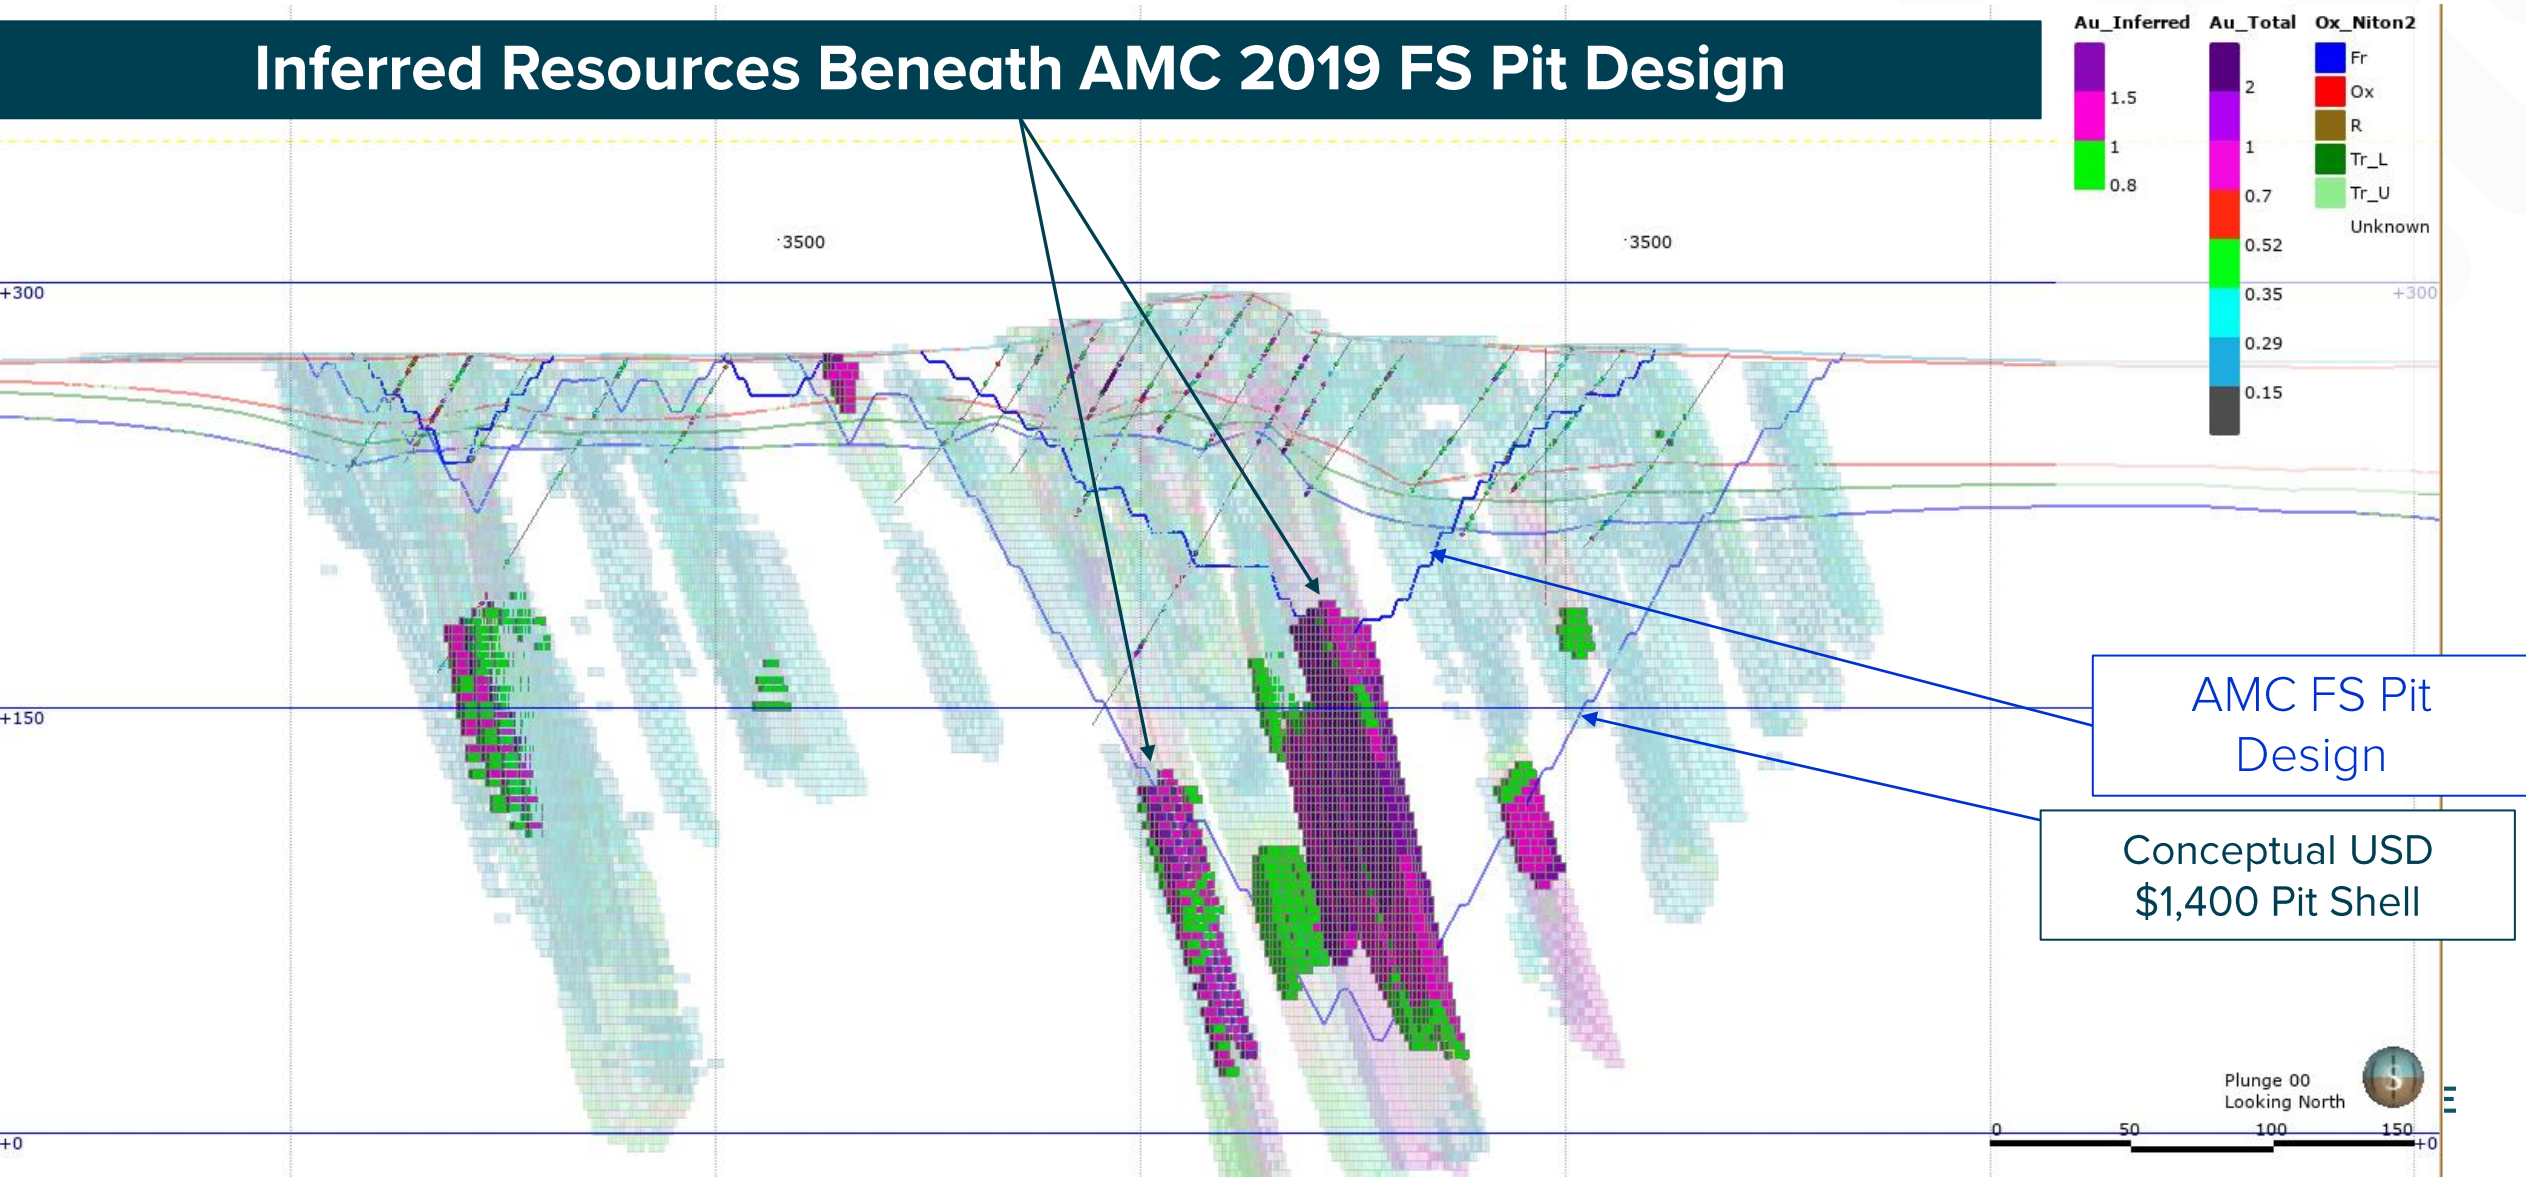 Inferred Resources Beneath AMC 2019 FS Pit Design
Au_Inferred
1.5
1
0.8
Au_Total
2
1
0.7
0.52
0.35
0.29
0.15
Ox_Niton2
Fr
Ox
R
Tr_L
Tr_U
Unknown
3500
3500
+300
+300
+150
AMC FS Pit
Design
Conceptual USD
$1,400 Pit Shell
Plunge 00
Looking North
S
0
50
100
150
+0
+0